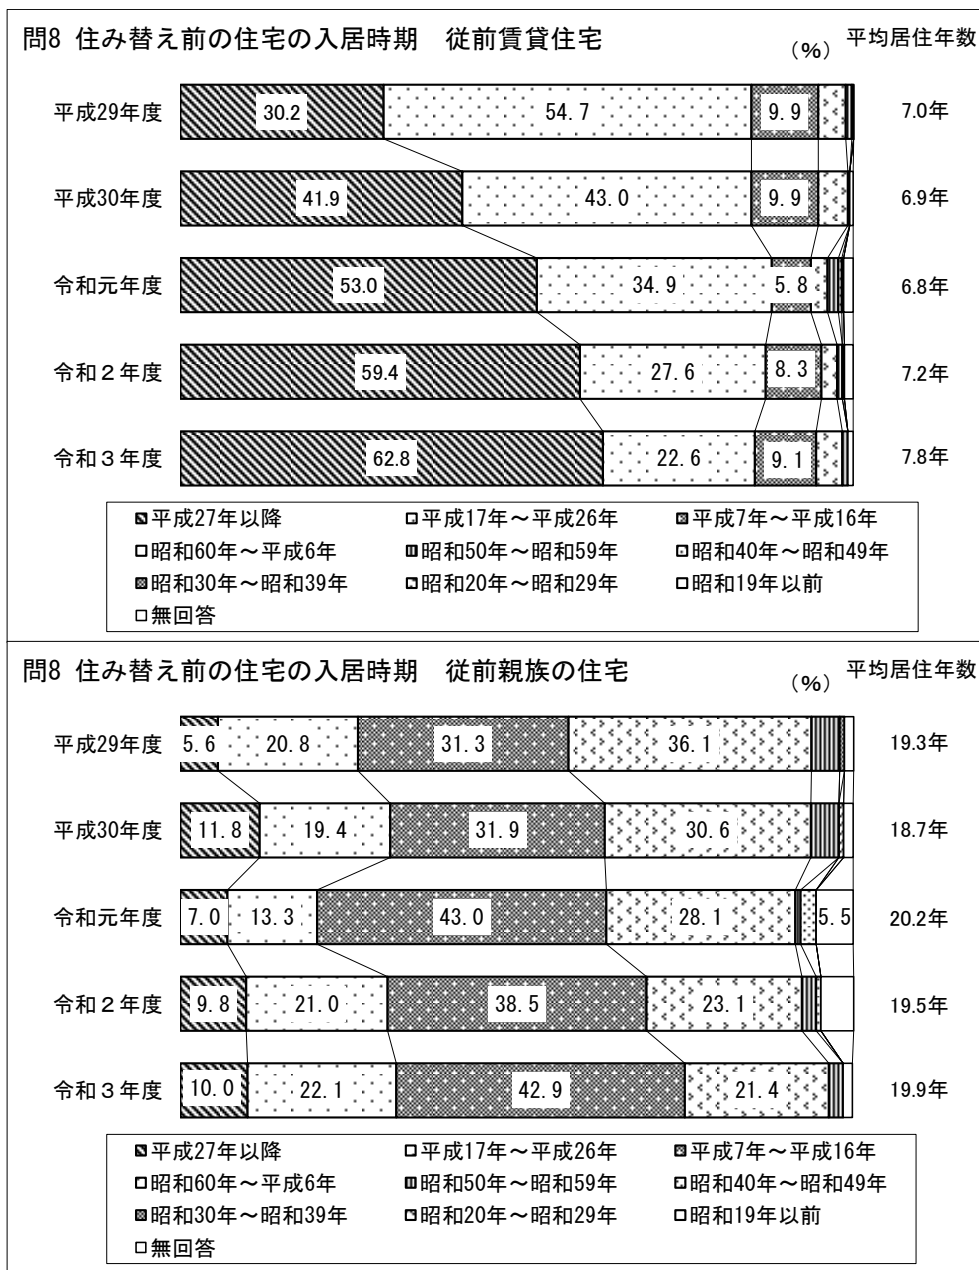 問8 住み替え前の住宅の入居時期　従前賃貸住宅
（%）
平均居住年数
平成29年度 30.2 54.7 9.9 7.0年
平成30年度 41.9 43.0 9.9 6.9年
令和元年度 53.0 34.9 5.8 6.8年
令和２年度 59.4 27.6 8.3 7.2年
令和３年度 62.8 22.6 9.1 7.8年
平成27年以降 平成17年～平成26年 平成7年～平成16年
昭和60年～平成6年 昭和50年～昭和59年 昭和40年～昭和49年
昭和30年～昭和39年 昭和20年～昭和29年 昭和19年以前
無回答
問8 住み替え前の住宅の入居時期　従前親族の住宅
（%）
平均居住年数
平成29年度 5.6 20.8 31.3 36.1 19.3年
平成30年度 11.8 19.4 31.9 30.6 18.7年
令和元年度 7.0 13.3 43.0 28.1 5.5 20.2年
令和２年度 9.8 21.0 38.5 23.1 19.5年
令和３年度 10.0 22.1 42.9 21.4 19.9年
平成27年以降 平成17年～平成26年 平成7年～平成16年
昭和60年～平成6年 昭和50年～昭和59年 昭和40年～昭和49年
昭和30年～昭和39年 昭和20年～昭和29年 昭和19年以前
無回答